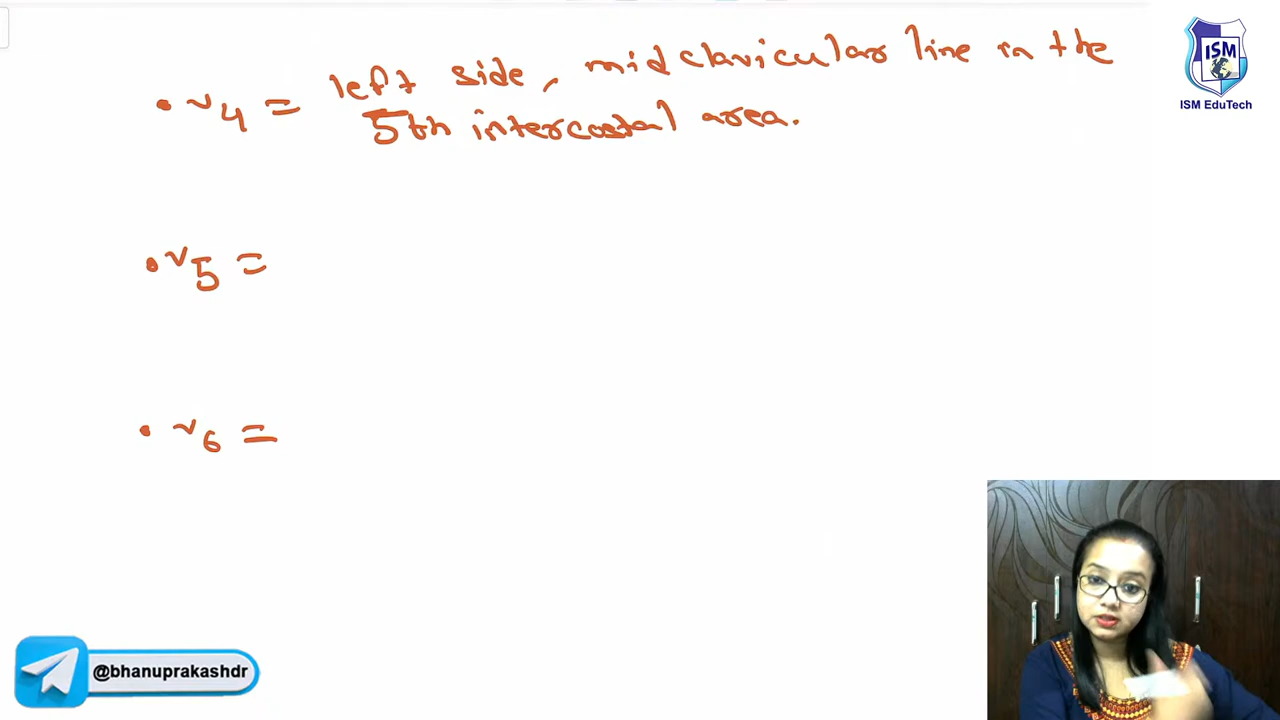 • V4 = left side, midclavicular line in the
5th intercostal area.
• V5 =
• V6 =
ISM
ISM EduTech
@bhanuprakashdr